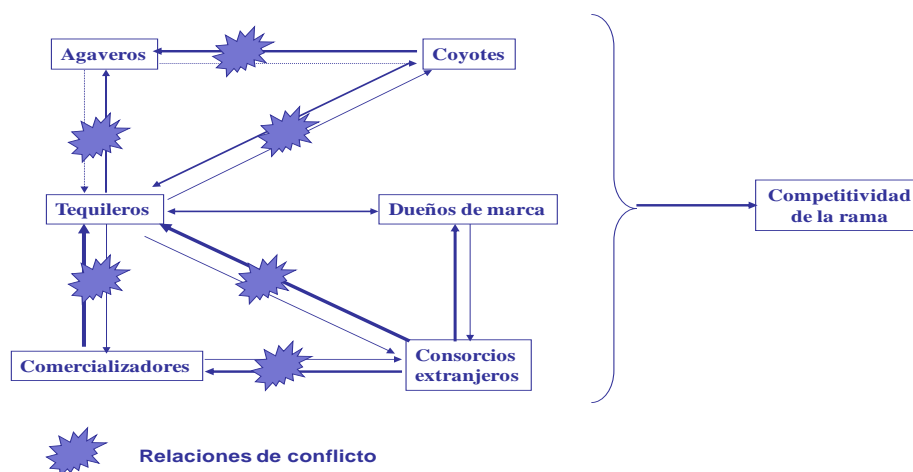 Agaveros
Coyotes
Tequileros
Dueños de marca
Competitividad
de la rama
Comercializadores
Consorcios
extranjeros
Relaciones de conflicto